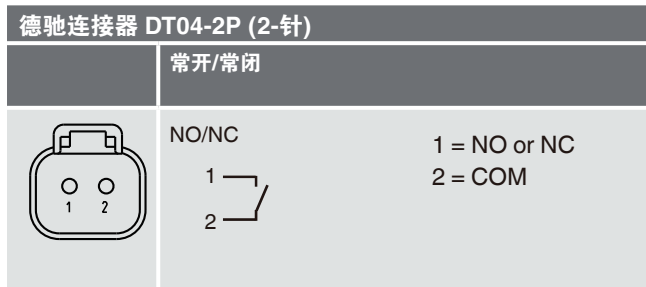 德驰连接器 DT04-2P (2-针)
常开/常闭
NO/NC
1 = NO or NC
2 = COM
1
2
1 2